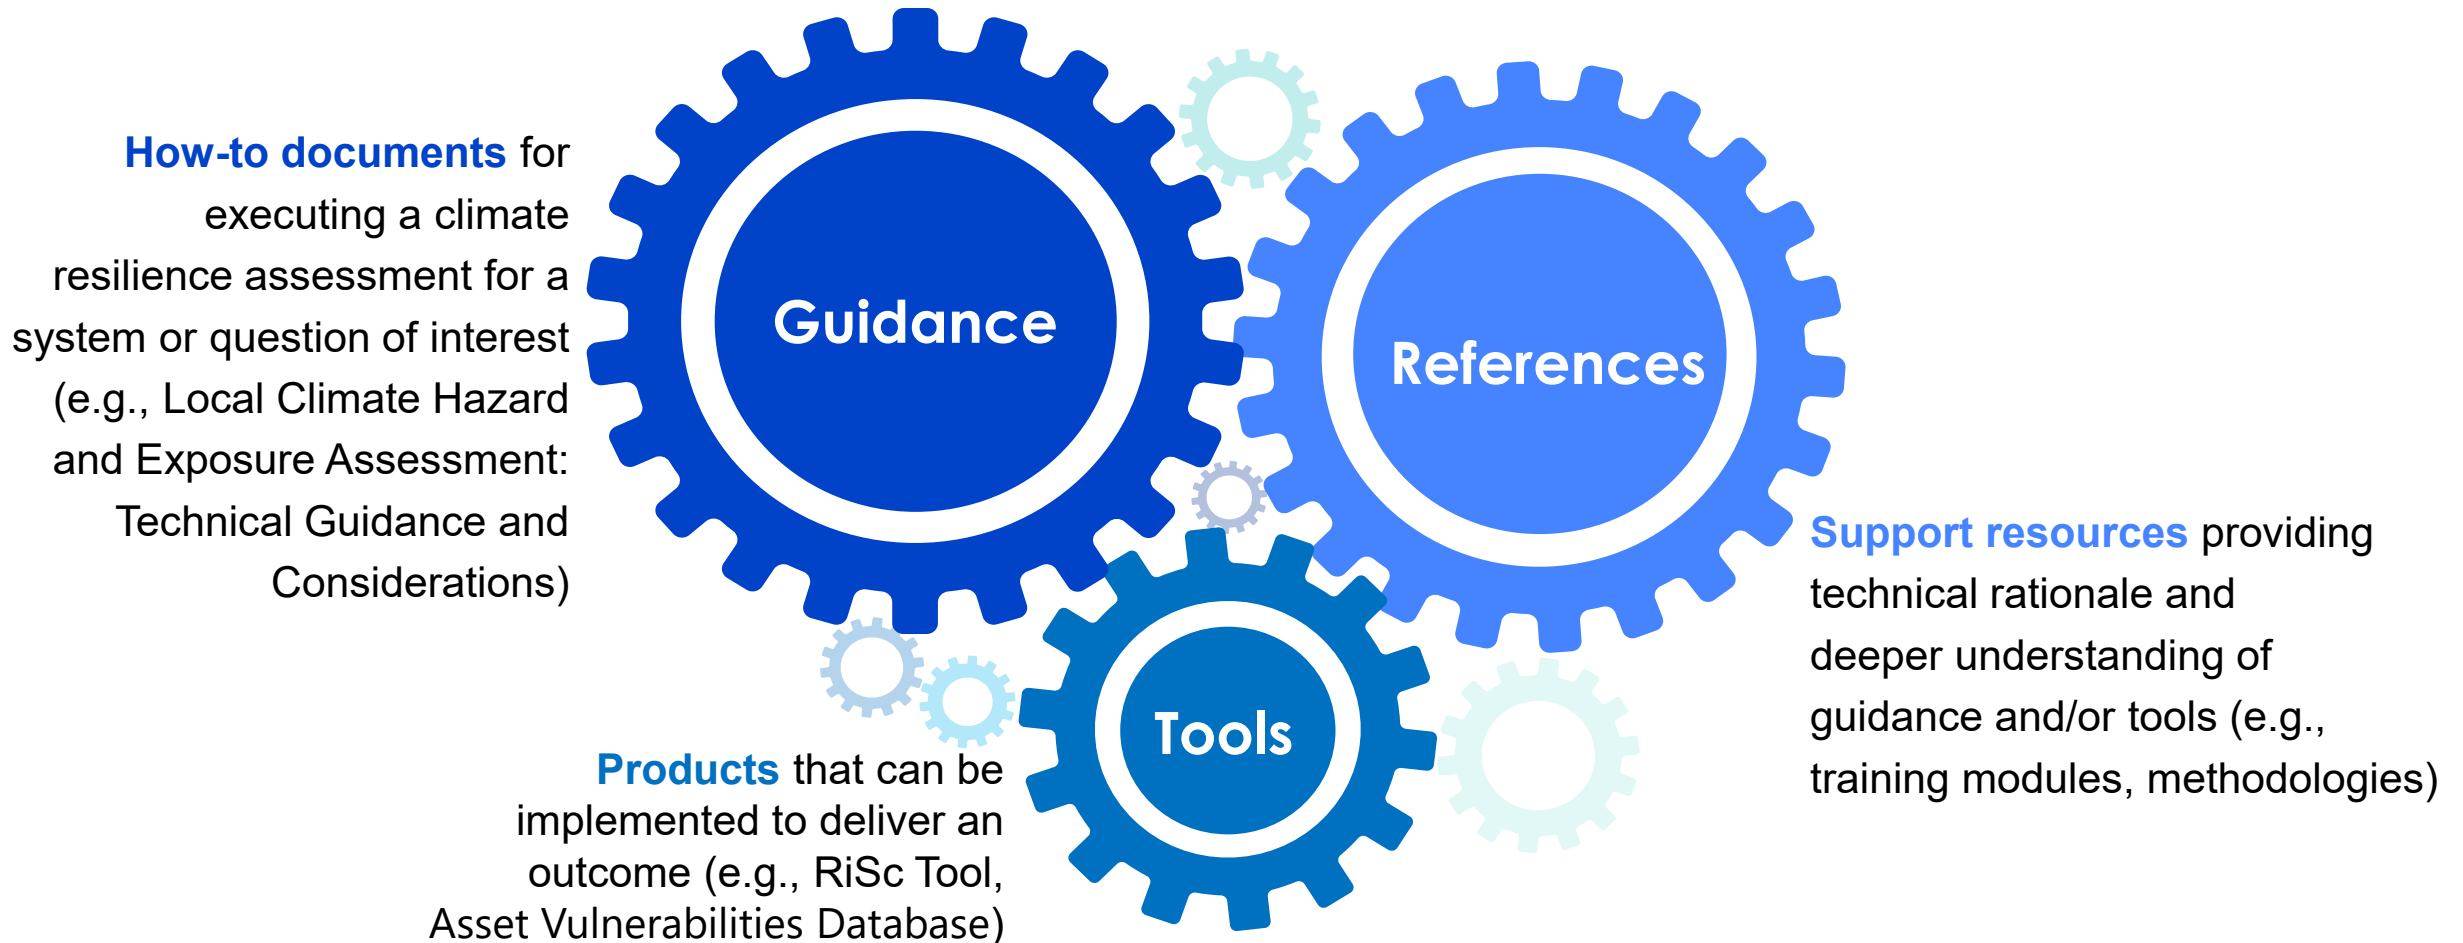 How-to documents for
executing a climate
resilience assessment for a
system or question of interest
(e.g., Local Climate Hazard
and Exposure Assessment:
Technical Guidance and
Considerations)
Guidance
References
Support resources providing
technical rationale and
deeper understanding of
guidance and/or tools (e.g.,
training modules, methodologies)
Tools
Products that can be
implemented to deliver an
outcome (e.g., RiSc Tool,
Asset Vulnerabilities Database)